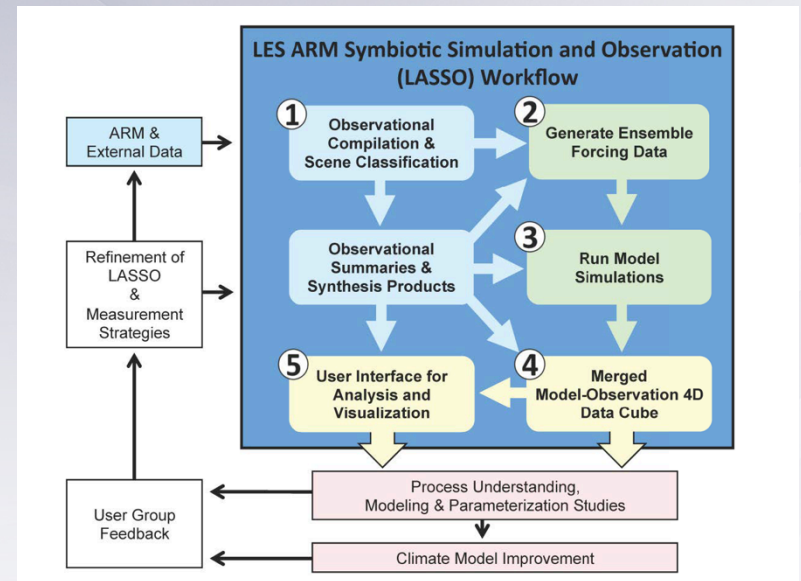 LES ARM Symbiotic Simulation and Observation
(LASSO) Workflow
1
Observational
Compilation &
Scene Classification
2
Generate Ensemble
Forcing Data
ARM &
External Data
Observational
Summaries &
Synthesis Products
3
Run Model
Simulations
Refinement of
LASSO
&
Measurement
Strategies
5
User Interface for
Analysis and
Visualization
4
Merged
Model-Observation 4D
Data Cube
Process Understanding,
Modeling & Parameterization Studies
User Group
Feedback
Climate Model Improvement